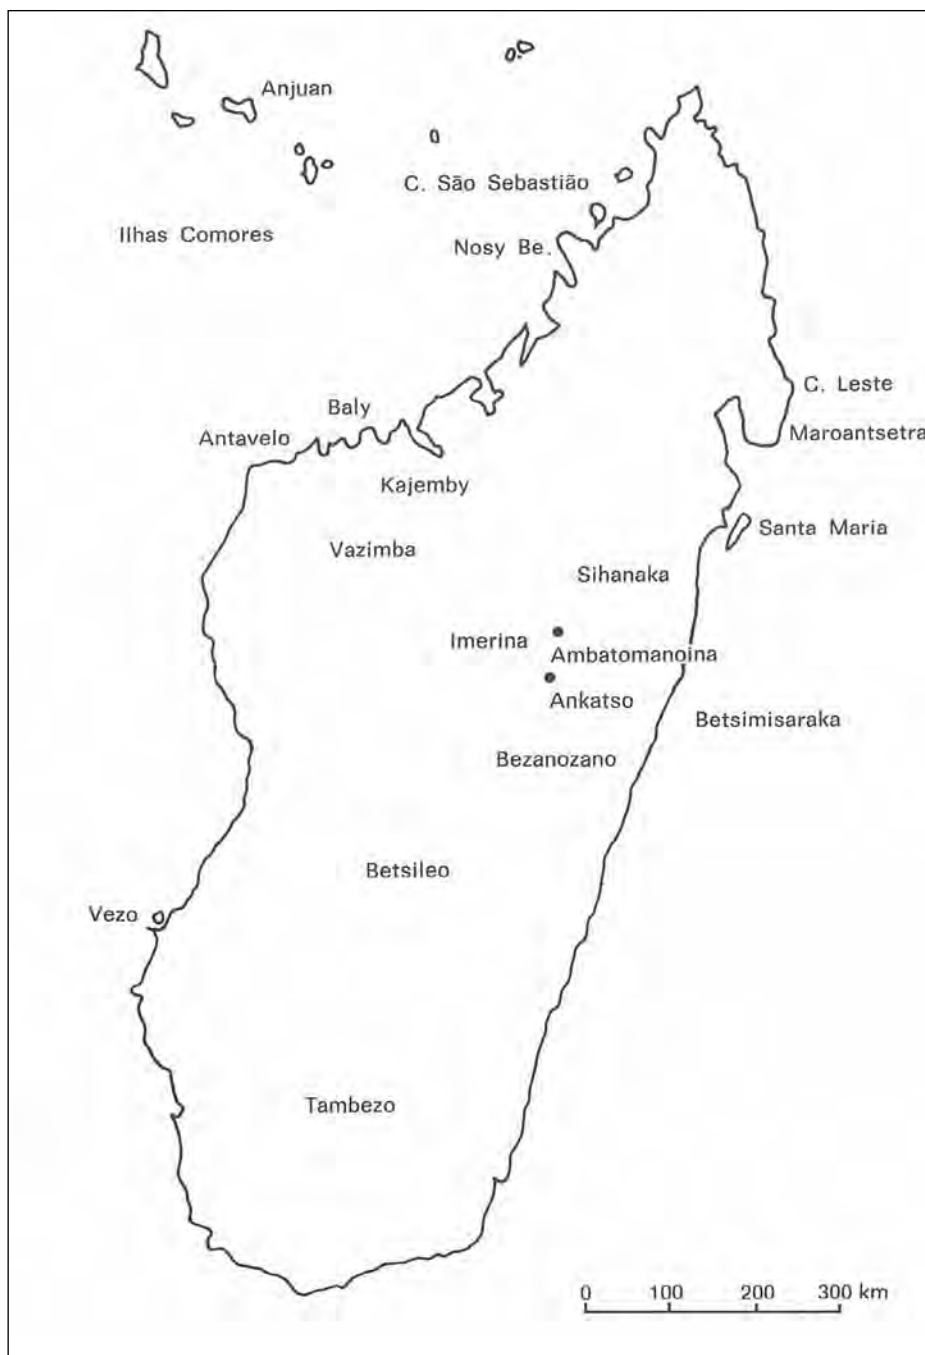 Anjuan
C. São Sebastião
Ilhas Comores
Nosy Be.
C. Leste
Baly
Antavelo
Maroantsetra
Kajemby
Santa Maria
Vazimba
Sihanaka
Imerina
Ambatomanoina
Ankatso
Betsimisaraka
Bezanozano
Betsileo
Vezo
Tambezo
0 100 200 300 km